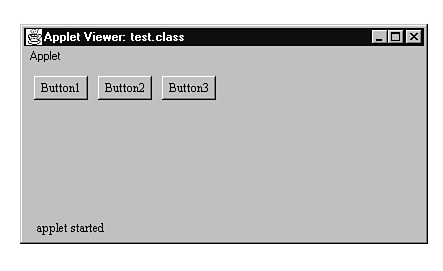 Applet Viewer: test.class
Applet
Button1 Button2 Button3
applet started